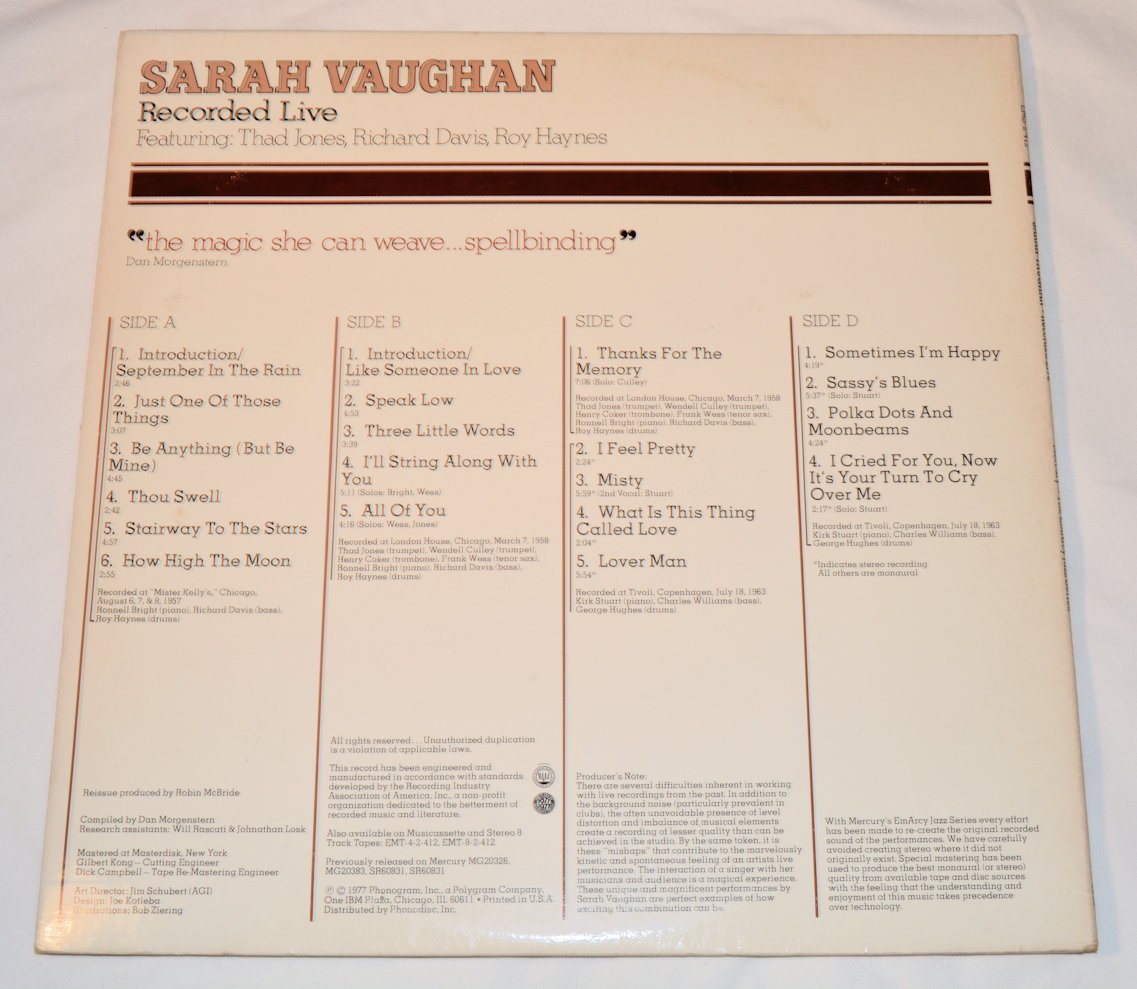 SARAH VAUGHAN
Recorded Live
Featuring: Thad Jones, Richard Davis, Roy Haynes
"the magic she can weave...spellbinding"
Dan Morgenstern
SIDE A
1. Introduction/
September In The Rain
2:46
2. Just One Of Those
Things
3:07
3. Be Anything (But Be
Mine)
4:45
4. Thou Swell
2:42
5. Stairway To The Stars
4:57
6. How High The Moon
2:55
Recorded at "Mister Kelly's," Chicago,
August 6, 7, & 8, 1957
Ronnell Bright (piano), Richard Davis (bass),
Roy Haynes (drums)
Reissue produced by Robin McBride
Compiled by Dan Morgenstern
Research assistants: Will Rascati & Johnathan Losk
Mastered at Masterdisk, New York
Gilbert Kong—Cutting Engineer
Dick Campbell—Tape Re-Mastering Engineer
Art Director: Jim Schubert (AGI)
Design: Joe Kotleba
Illustrations: Bob Ziering
SIDE B
1. Introduction/
Like Someone In Love
3:22
2. Speak Low
4:53
3. Three Little Words
3:39
4. I'll String Along With
You
5:11 (Solos: Bright, Wess)
5. All Of You
4:16 (Solos: Wess, Jones)
Recorded at London House, Chicago, March 7, 1958
Thad Jones (trumpet), Wendell Culley (trumpet),
Henry Coker (trombone), Frank Wess (tenor sax),
Ronnell Bright (piano), Richard Davis (bass),
Roy Haynes (drums)
All rights reserved... Unauthorized duplication
is a violation of applicable laws.
This record has been engineered and
manufactured in accordance with standards
developed by the Recording Industry
Association of America, Inc., a non-profit
organization dedicated to the betterment of
recorded music and literature.
Also available on Musicassette and Stereo 8
Track Tapes: EMT-4-2-412, EMT-8-2-412
Previously released on Mercury MG20326,
MG20383, SR60831, SR60831
℗ © 1977 Phonogram, Inc., a Polygram Company,
One IBM Plaza, Chicago, Ill. 60611 • Printed in U.S.A.
Distributed by Phonodisc, Inc.
SIDE C
1. Thanks For The
Memory
7:06 (Solo: Culley)
Recorded at London House, Chicago, March 7, 1958
Thad Jones (trumpet), Wendell Culley (trumpet),
Henry Coker (trombone), Frank Wess (tenor sax),
Ronnell Bright (piano), Richard Davis (bass),
Roy Haynes (drums)
2. I Feel Pretty
2:24*
3. Misty
5:59* (2nd Vocal: Stuart)
4. What Is This Thing
Called Love
2:04*
5. Lover Man
5:54*
Recorded at Tivoli, Copenhagen, July 18, 1963
Kirk Stuart (piano), Charles Williams (bass),
George Hughes (drums)
Producer's Note:
There are several difficulties inherent in working
with live recordings from the past. In addition to
the background noise (particularly prevalent in
clubs), the often unavoidable presence of level
distortion and imbalance of musical elements
create a recording of lesser quality than can be
achieved in the studio. By the same token, it is
these "mishaps" that contribute to the marvelously
kinetic and spontaneous feeling of an artists live
performance. The interaction of a singer with her
musicians and audience is a magical experience.
These unique and magnificent performances by
Sarah Vaughan are perfect examples of how
exciting this combination can be.
SIDE D
1. Sometimes I'm Happy
4:19*
2. Sassy's Blues
5:37* (Solo: Stuart)
3. Polka Dots And
Moonbeams
4:24*
4. I Cried For You, Now
It's Your Turn To Cry
Over Me
2:17* (Solo: Stuart)
Recorded at Tivoli, Copenhagen, July 18, 1963
Kirk Stuart (piano), Charles Williams (bass),
George Hughes (drums)
*Indicates stereo recording
All others are monaural
With Mercury's EmArcy Jazz Series every effort
has been made to re-create the original recorded
sound of the performances. We have carefully
avoided creating stereo where it did not
originally exist. Special mastering has been
used to produce the best monaural (or stereo)
quality from available tape and disc sources
with the feeling that the understanding and
enjoyment of this music takes precedence
over technology.